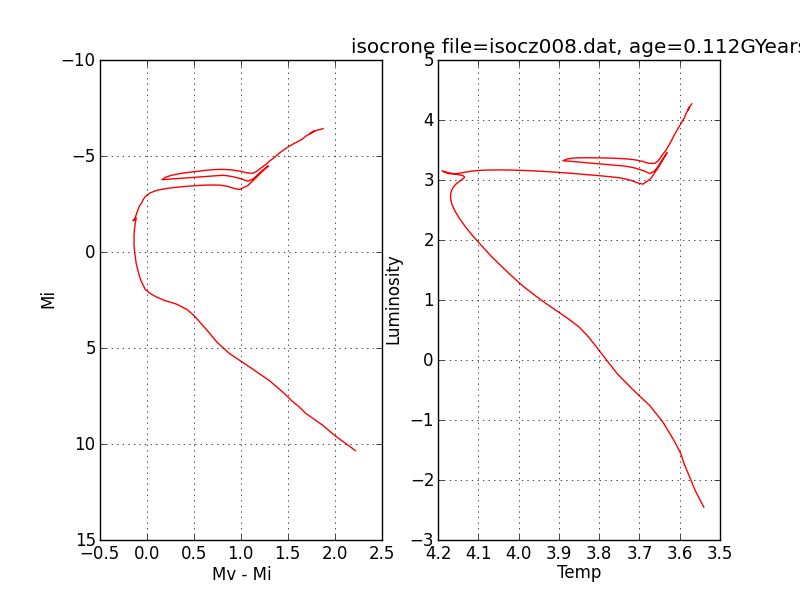 isocrone file=isocz008.dat, age=0.112GYears
−10
−5
0
5
10
15
Mi
−0.5 0.0 0.5 1.0 1.5 2.0 2.5
Mv - Mi
5
4
3
2
1
0
−1
−2
−3
Luminosity
4.2 4.1 4.0 3.9 3.8 3.7 3.6 3.5
Temp